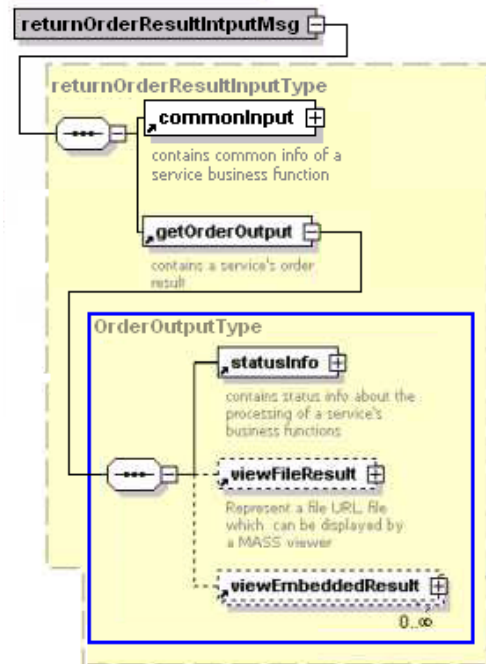 returnOrderResultIntputMsg
returnOrderResultInputType
commonInput
contains common info of a
service business function
getOrderOutput
contains a service's order
result
OrderOutputType
statusInfo
contains status info about the
processing of a service's
business functions
viewFileResult
Represent a file URL, file
which can be displayed by
a MASS viewer
viewEmbeddedResult
0..∞